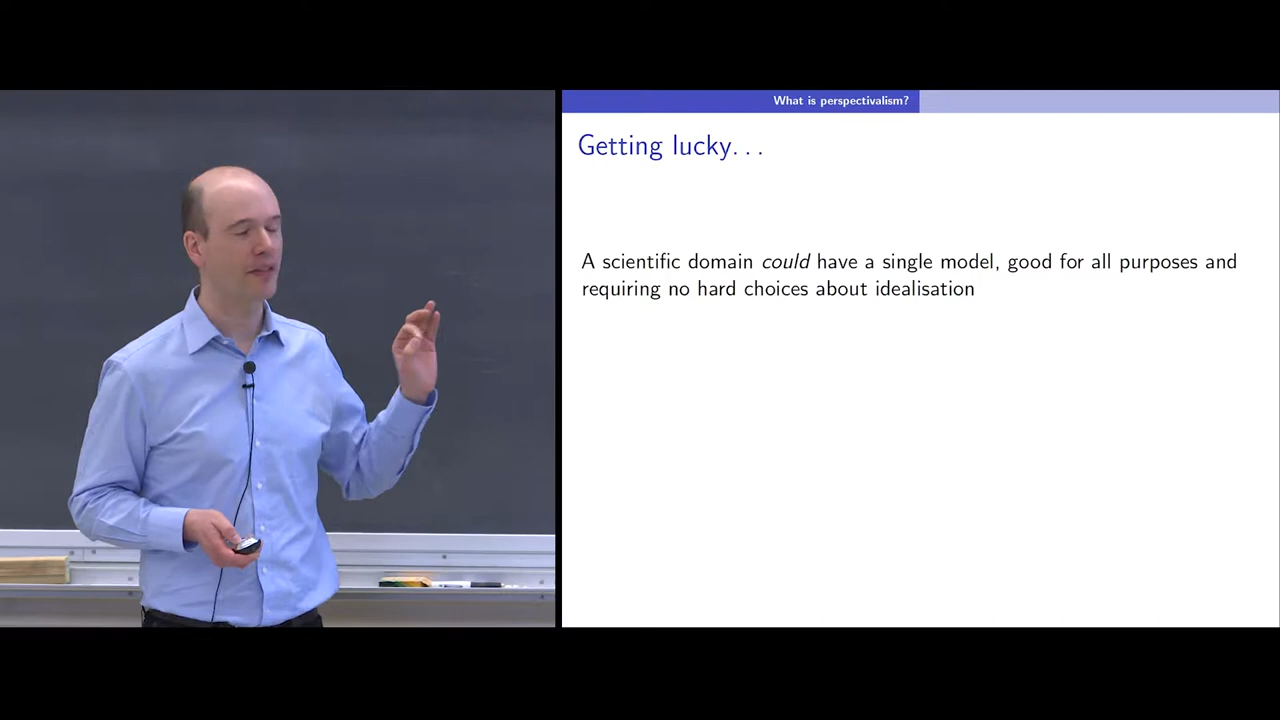 What is perspectivalism?
Getting lucky. . .
A scientific domain could have a single model, good for all purposes and
requiring no hard choices about idealisation